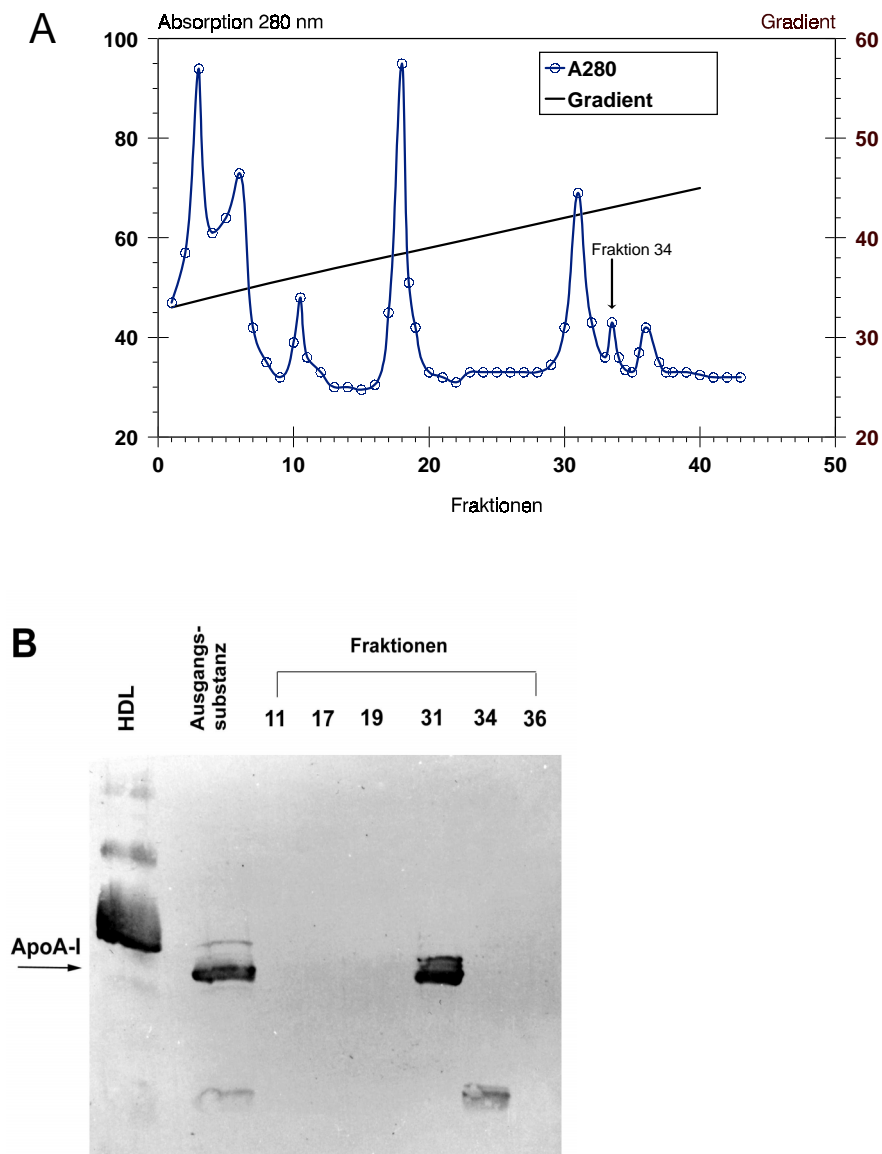 A
Absorption 280 nm
Gradient
100
60
A280
Gradient
80
50
60
40
Fraktion 34
40
30
20
20
0
10
20
30
40
50
Fraktionen
B
HDL
Ausgangs-
substanz
Fraktionen
11 17 19 31 34 36
ApoA-I